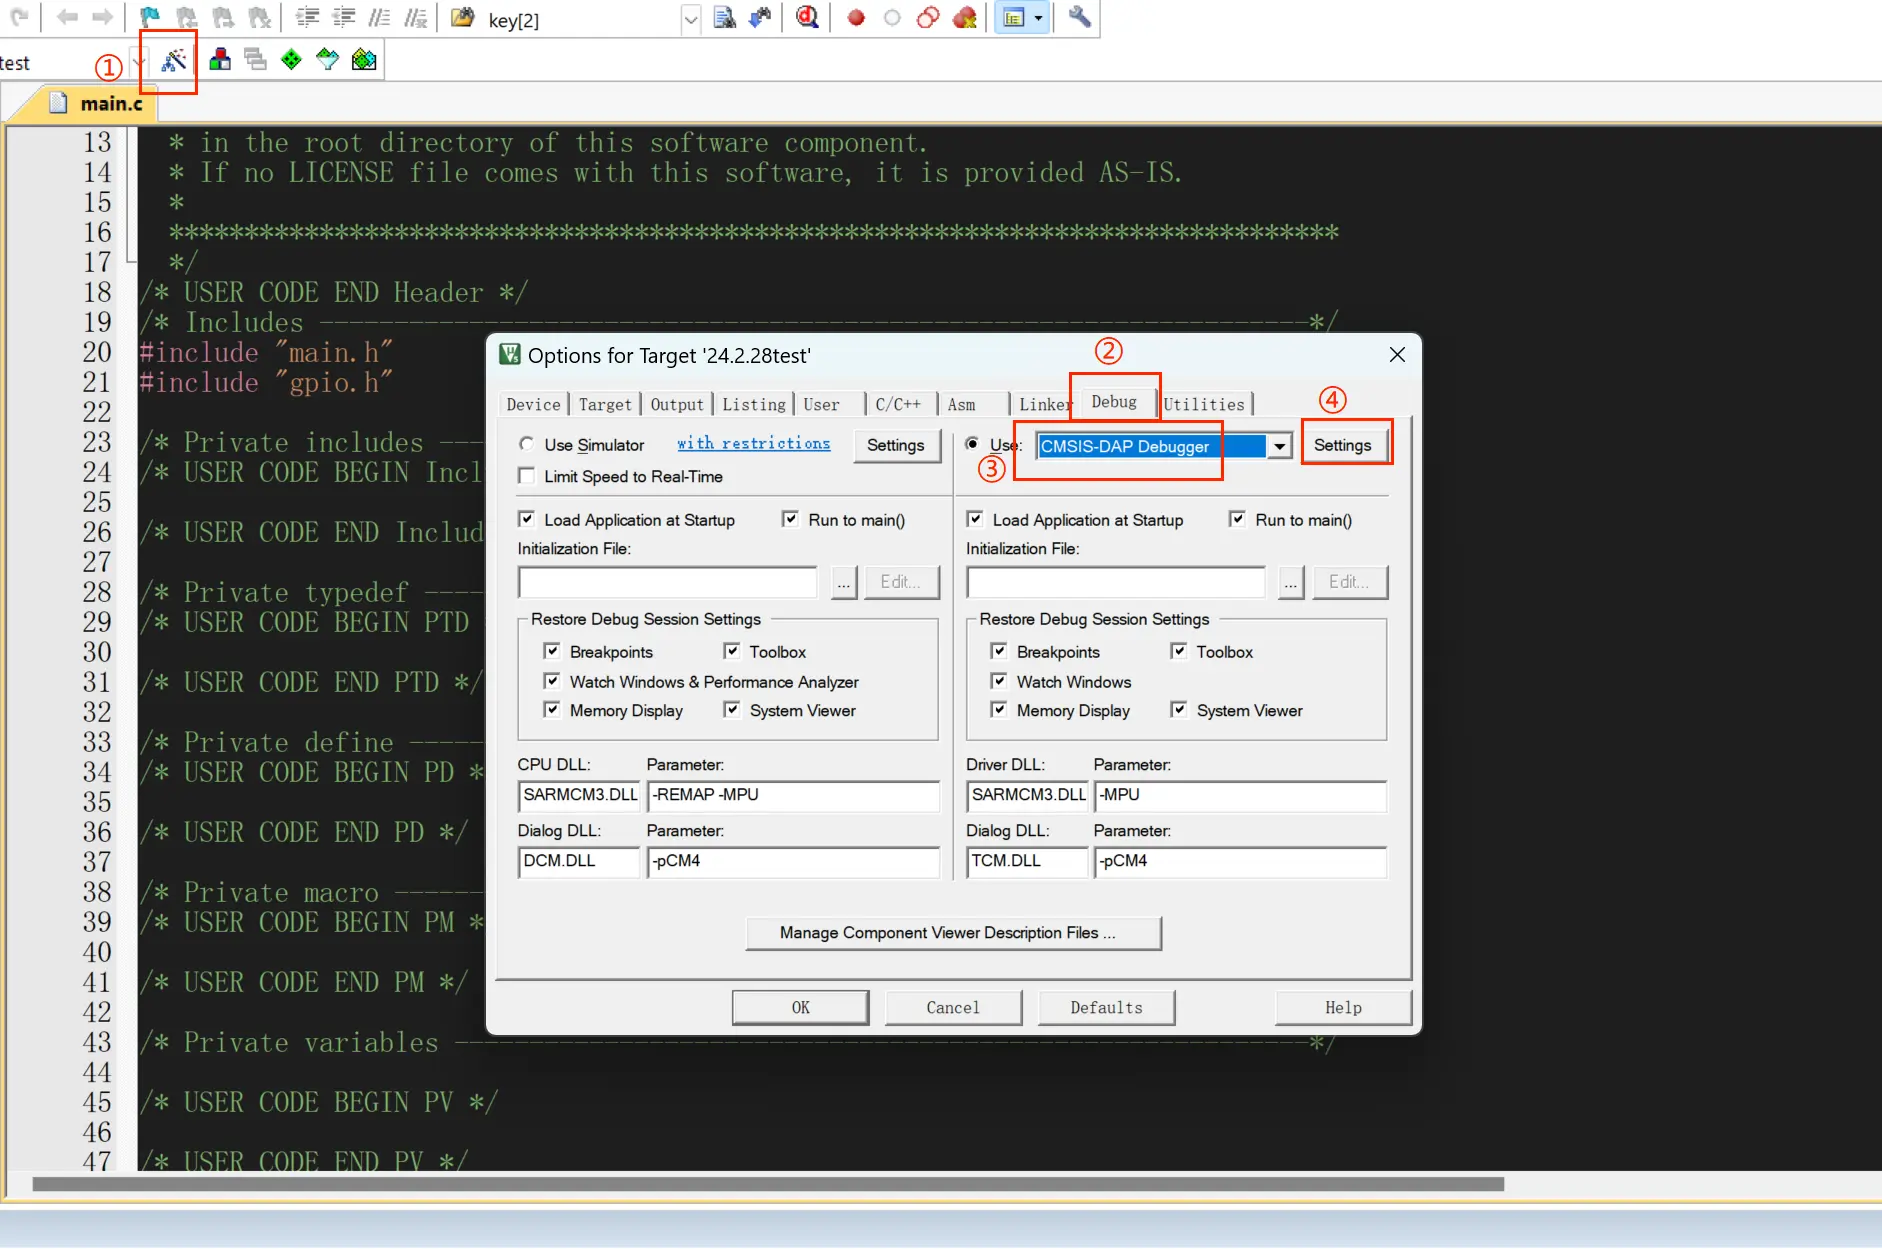 key[2]
test
①
main.c
13 * in the root directory of this software component.
14 * If no LICENSE file comes with this software, it is provided AS-IS.
15 *
16 ******************************************************************************
17 */
18 /* USER CODE END Header */
19 /* Includes ------------------------------------------------------------------*/
20 #include "main.h"
21 #include "gpio.h"
22
23 /* Private includes ---
24 /* USER CODE BEGIN Incl
25
26 /* USER CODE END Includ
27
28 /* Private typedef ----
29 /* USER CODE BEGIN PTD
30
31 /* USER CODE END PTD */
32
33 /* Private define -----
34 /* USER CODE BEGIN PD *
35
36 /* USER CODE END PD */
37
38 /* Private macro ------
39 /* USER CODE BEGIN PM *
40
41 /* USER CODE END PM */
42
43 /* Private variables ---------------------------------------------------------*/
44
45 /* USER CODE BEGIN PV */
46
47 /* USER CODE END PV */
Options for Target '24.2.28test'
②
Device Target Output Listing User C/C++ Asm Linker Debug Utilities
④
Use Simulator with restrictions Settings
Use: CMSIS-DAP Debugger Settings
③
Limit Speed to Real-Time
Load Application at Startup Run to main()
Initialization File:
... Edit...
Restore Debug Session Settings
Breakpoints Toolbox
Watch Windows & Performance Analyzer
Memory Display System Viewer
CPU DLL: Parameter:
SARMCM3.DLL -REMAP -MPU
Dialog DLL: Parameter:
DCM.DLL -pCM4
Load Application at Startup Run to main()
Initialization File:
... Edit...
Restore Debug Session Settings
Breakpoints Toolbox
Watch Windows
Memory Display System Viewer
Driver DLL: Parameter:
SARMCM3.DLL -MPU
Dialog DLL: Parameter:
TCM.DLL -pCM4
Manage Component Viewer Description Files ...
OK Cancel Defaults Help